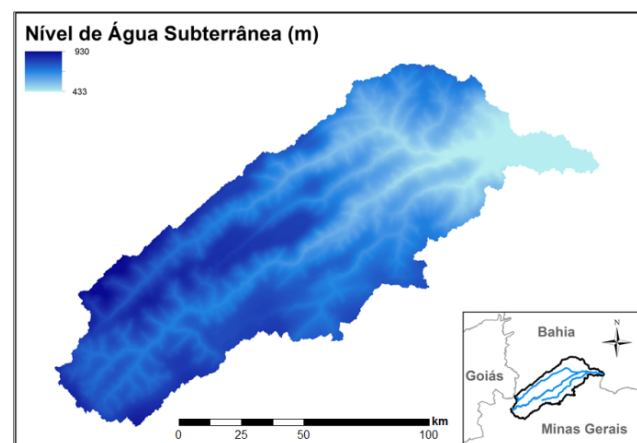 Nível de Água Subterrânea (m)
930
433
N
Bahia
Goiás
Minas Gerais
km
0 25 50 100